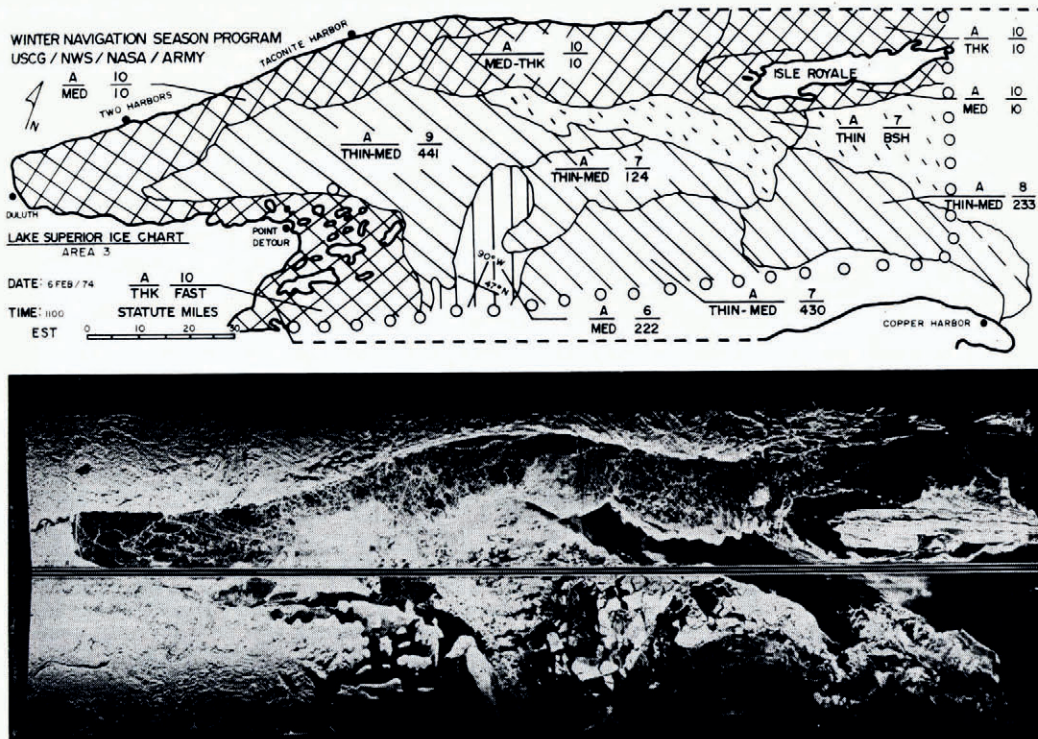 WINTER NAVIGATION SEASON PROGRAM
USCG / NWS / NASA / ARMY
A 10
MED 10
N
TWO HARBORS
TACONITE HARBOR
A 10
MED-THK 10
ISLE ROYALE
A 10
THK 10
A 10
MED 10
A 7
THIN BSH
A 9
THIN-MED 441
A 7
THIN-MED 124
A 8
THIN-MED 233
DULUTH
POINT
DETOUR
LAKE SUPERIOR ICE CHART
AREA 3
90°W
47°N
DATE: 6 FEB / 74
A 10
THK FAST
TIME: 1100
EST
STATUTE MILES
0 10 20 30
A 6
MED 222
A 7
THIN-MED 430
COPPER HARBOR